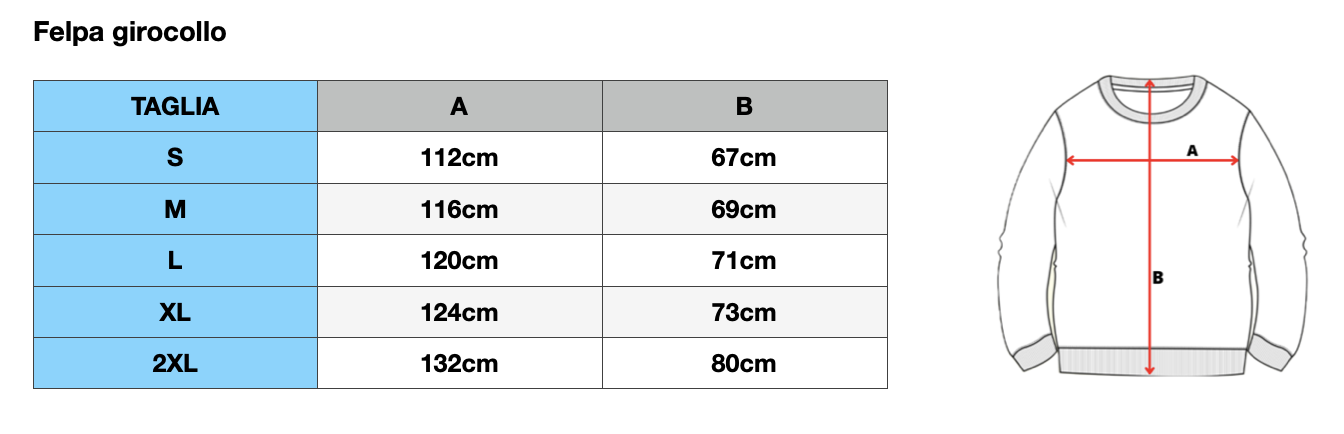 Felpa girocollo
TAGLIA A B
S 112cm 67cm
M 116cm 69cm
L 120cm 71cm
XL 124cm 73cm
2XL 132cm 80cm
A
B